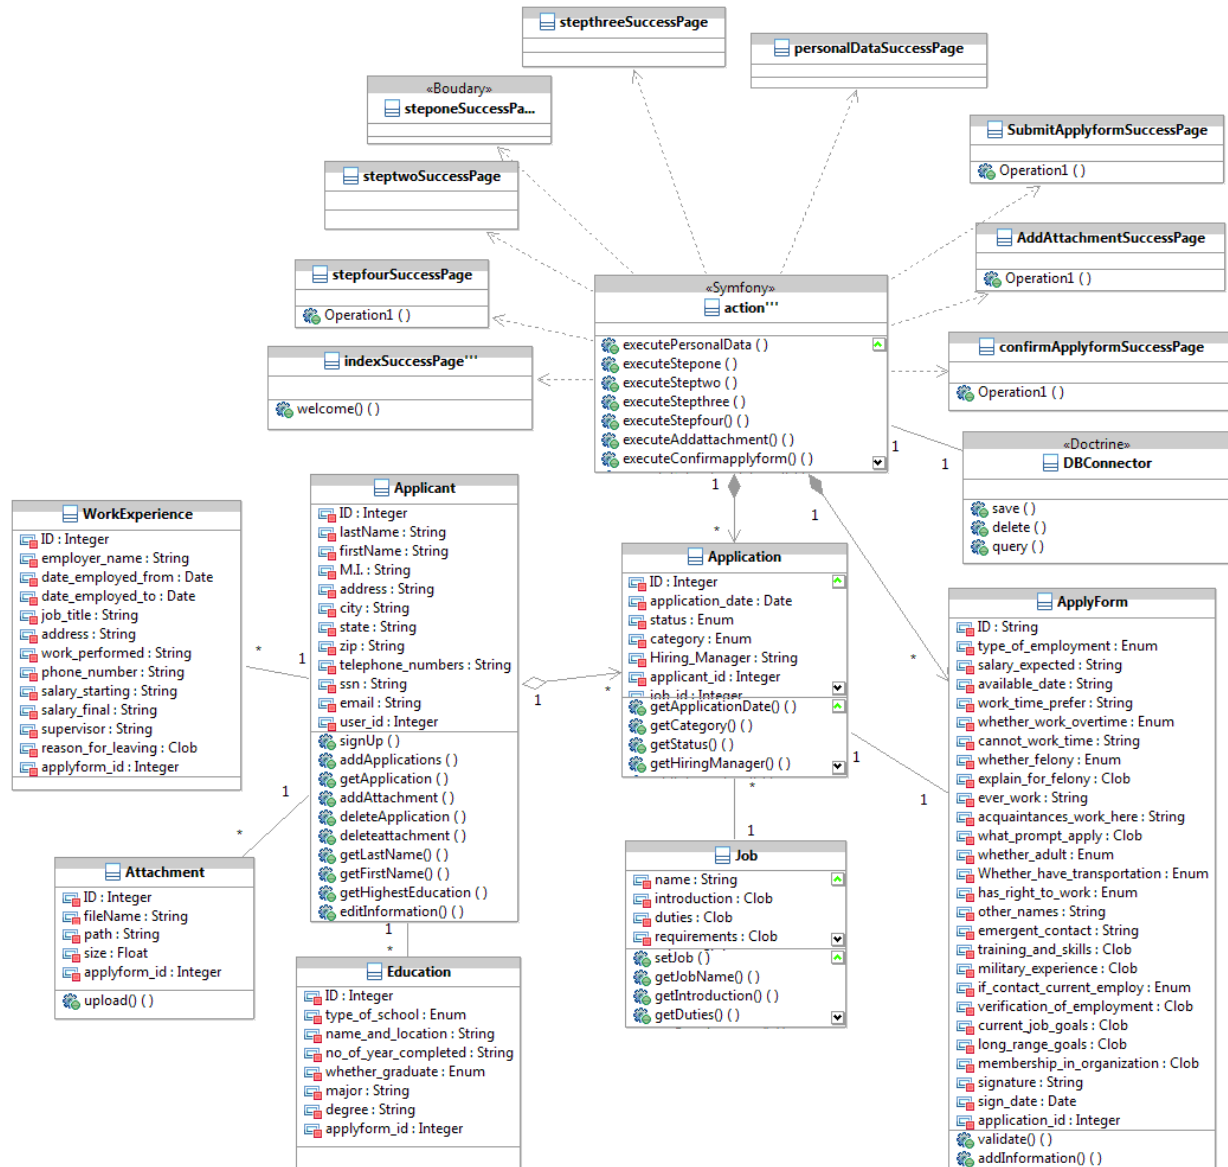 stepthreeSuccessPage
personalDataSuccessPage
«Boudary»
steponeSuccessPa...
SubmitApplyformSuccessPage
Operation1 ( )
steptwoSuccessPage
AddAttachmentSuccessPage
Operation1 ( )
stepfourSuccessPage
Operation1 ( )
«Symfony»
action'''
executePersonalData ( )
executeStepone ( )
executeSteptwo ( )
executeStepthree ( )
executeStepfour() ( )
executeAddattachment() ( )
executeConfirmapplyform() ( )
indexSuccessPage'''
welcome() ( )
confirmApplyformSuccessPage
Operation1 ( )
1
1
«Doctrine»
DBConnector
save ( )
delete ( )
query ( )
1
*
1
*
WorkExperience
ID : Integer
employer_name : String
date_employed_from : Date
date_employed_to : Date
job_title : String
address : String
work_performed : String
phone_number : String
salary_starting : String
salary_final : String
supervisor : String
reason_for_leaving : Clob
applyform_id : Integer
*
1
Applicant
ID : Integer
lastName : String
firstName : String
M.I. : String
address : String
city : String
state : String
zip : String
telephone_numbers : String
ssn : String
email : String
user_id : Integer
signUp ( )
addApplications ( )
getApplication ( )
addAttachment ( )
deleteApplication ( )
deleteattachment ( )
getLastName() ( )
getFirstName() ( )
getHighestEducation ( )
editInformation() ( )
1
*
Application
ID : Integer
application_date : Date
status : Enum
category : Enum
Hiring_Manager : String
applicant_id : Integer
job_id : Integer
getApplicationDate() ( )
getCategory() ( )
getStatus() ( )
getHiringManager() ( )
1
1
ApplyForm
ID : String
type_of_employment : Enum
salary_expected : String
available_date : String
work_time_prefer : String
whether_work_overtime : Enum
cannot_work_time : String
whether_felony : Enum
explain_for_felony : Clob
ever_work : String
acquaintances_work_here : String
what_prompt_apply : Clob
whether_adult : Enum
Whether_have_transportation : Enum
has_right_to_work : Enum
other_names : String
emergent_contact : String
training_and_skills : Clob
military_experience : Clob
if_contact_current_employ : Enum
verification_of_employment : Clob
current_job_goals : Clob
long_range_goals : Clob
membership_in_organization : Clob
signature : String
sign_date : Date
application_id : Integer
validate() ( )
addInformation() ( )
1
*
Attachment
ID : Integer
fileName : String
path : String
size : Float
applyform_id : Integer
upload() ( )
*
1
Job
name : String
introduction : Clob
duties : Clob
requirements : Clob
setJob ( )
getJobName() ( )
getIntroduction() ( )
getDuties() ( )
1
*
Education
ID : Integer
type_of_school : Enum
name_and_location : String
no_of_year_completed : String
whether_graduate : Enum
major : String
degree : String
applyform_id : Integer